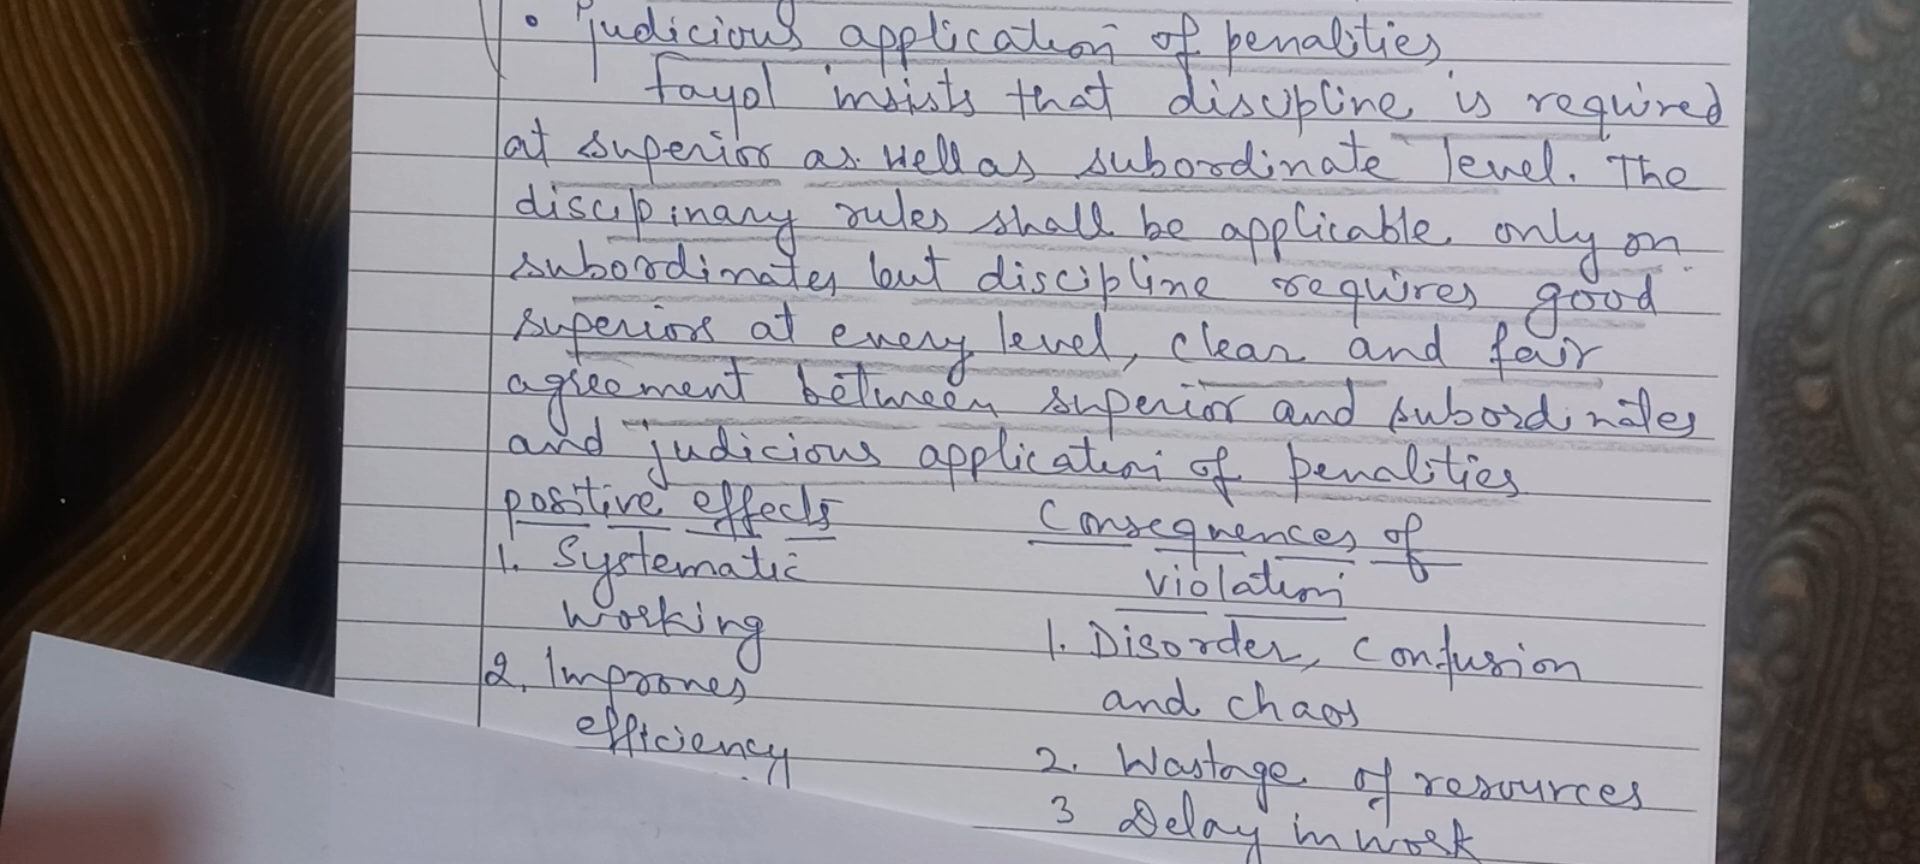 • judicious application of penalities
Fayol insists that discipline is required
at superior as well as subordinate level. The
discipinary rules shall be applicable only on
subordinates but discipline requires good
superiors at every level, clear and fair
agreement between superior and subordinates
and judicious application of penalities
positive effects
1. Systematic
working
2. Improves
efficiency
Consequences of
violation
1. Disorder, confusion
and chaos
2. Wastage of resources
3 Delay in work